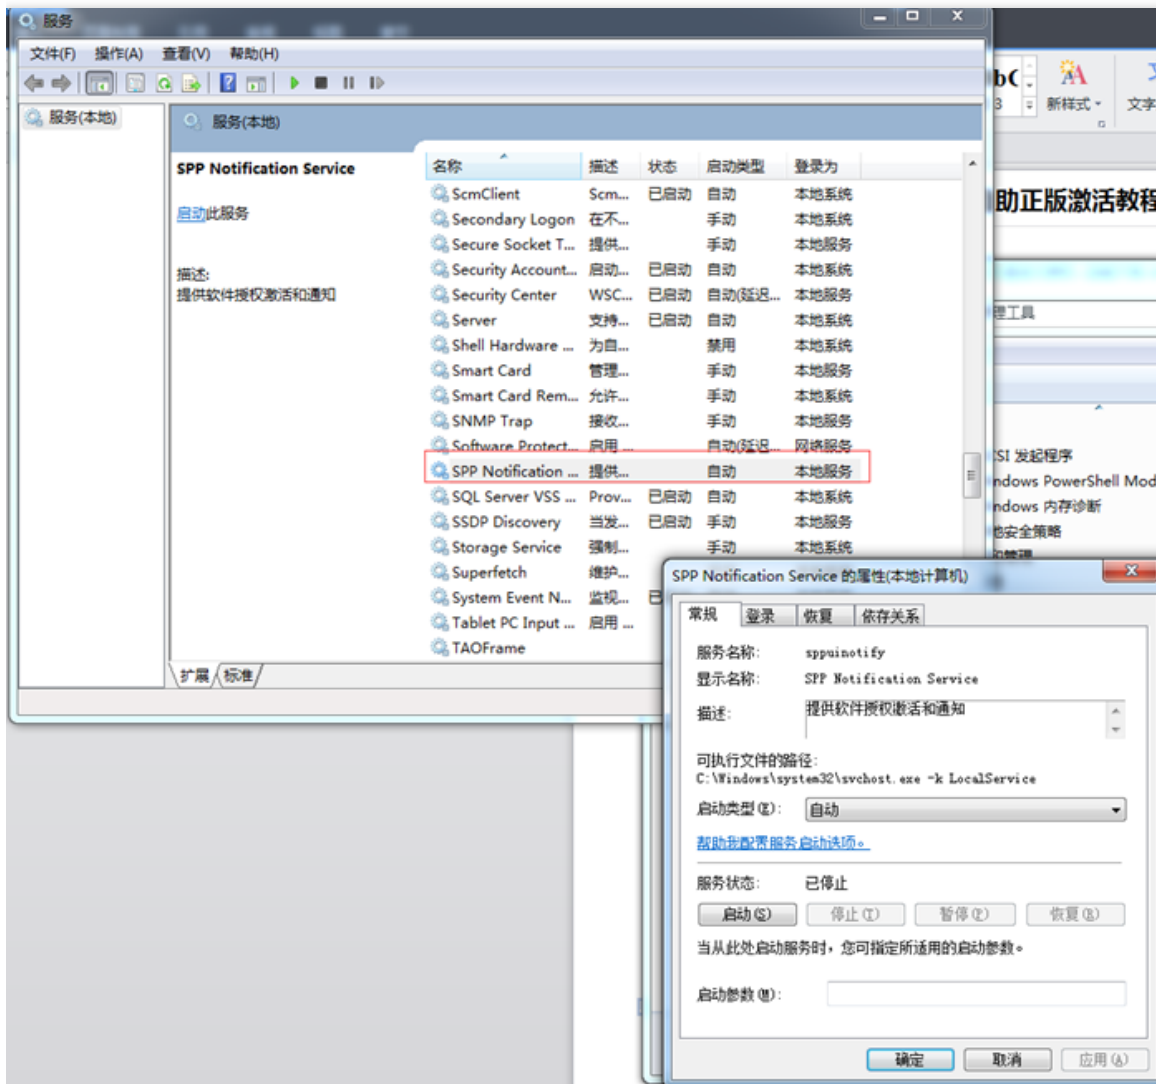 服务
文件(F) 操作(A) 查看(V) 帮助(H)
服务(本地)
服务(本地)
SPP Notification Service
启动此服务
描述:
提供软件授权激活和通知
名称 描述 状态 启动类型 登录为
ScmClient Scm... 已启动 自动 本地系统
Secondary Logon 在不... 手动 本地系统
Secure Socket T... 提供... 手动 本地服务
Security Account... 启动... 已启动 自动 本地系统
Security Center WSC... 已启动 自动(延迟... 本地服务
Server 支持... 已启动 自动 本地系统
Shell Hardware ... 为自... 禁用 本地系统
Smart Card 管理... 手动 本地服务
Smart Card Rem... 允许... 手动 本地系统
SNMP Trap 接收... 手动 本地服务
Software Protect... 启用 ... 自动(延迟... 网络服务
SPP Notification ... 提供... 自动 本地服务
SQL Server VSS ... Prov... 已启动 自动 本地系统
SSDP Discovery 当发... 已启动 手动 本地服务
Storage Service 强制... 手动 本地系统
Superfetch 维护...
System Event N... 监视... 已
Tablet PC Input ... 启用 ...
TAOFrame
扩展 标准
bC
3 新样式 文字
助正版激活教程
理工具
CSI 发起程序
ndows PowerShell Mod
ndows 内存诊断
地安全策略
SPP Notification Service 的属性(本地计算机)
常规 登录 恢复 依存关系
服务名称: sppuinotify
显示名称: SPP Notification Service
描述: 提供软件授权激活和通知
可执行文件的路径:
C:\Windows\system32\svchost.exe -k LocalService
启动类型(E): 自动
帮助我配置服务启动选项。
服务状态: 已停止
启动(S) 停止(T) 暂停(P) 恢复(R)
当从此处启动服务时，您可指定所适用的启动参数。
启动参数(M):
确定 取消 应用(A)